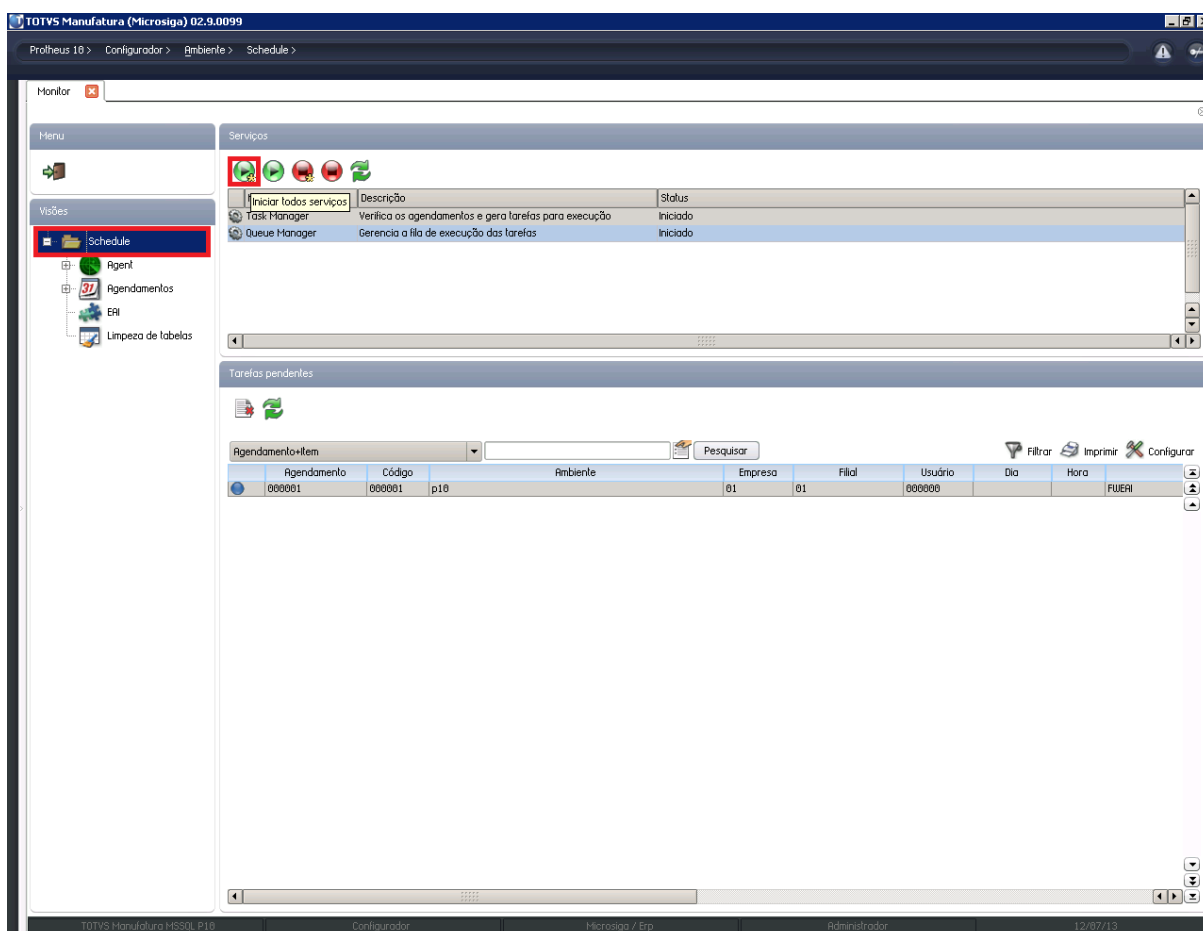 TOTVS Manufatura (Microsiga) 02.9.0099
Protheus 10 > Configurador > Ambiente > Schedule >
Monitor
Menu
Serviços
Iniciar todos serviços
Descrição Status
Task Manager Verifica os agendamentos e gera tarefas para execução Iniciado
Queue Manager Gerencia a fila de execução das tarefas Iniciado
Visões
Schedule
Agent
31 Agendamentos
EAI
Limpeza de tabelas
Tarefas pendentes
Agendamento+Item Pesquisar Filtrar Imprimir Configurar
Agendamento Código Ambiente Empresa Filial Usuário Dia Hora
000001 000001 p10 01 01 000000 FWEAI
TOTVS Manufatura MSSQL P10 Configurador Microsiga / Erp Administrador 12/07/13